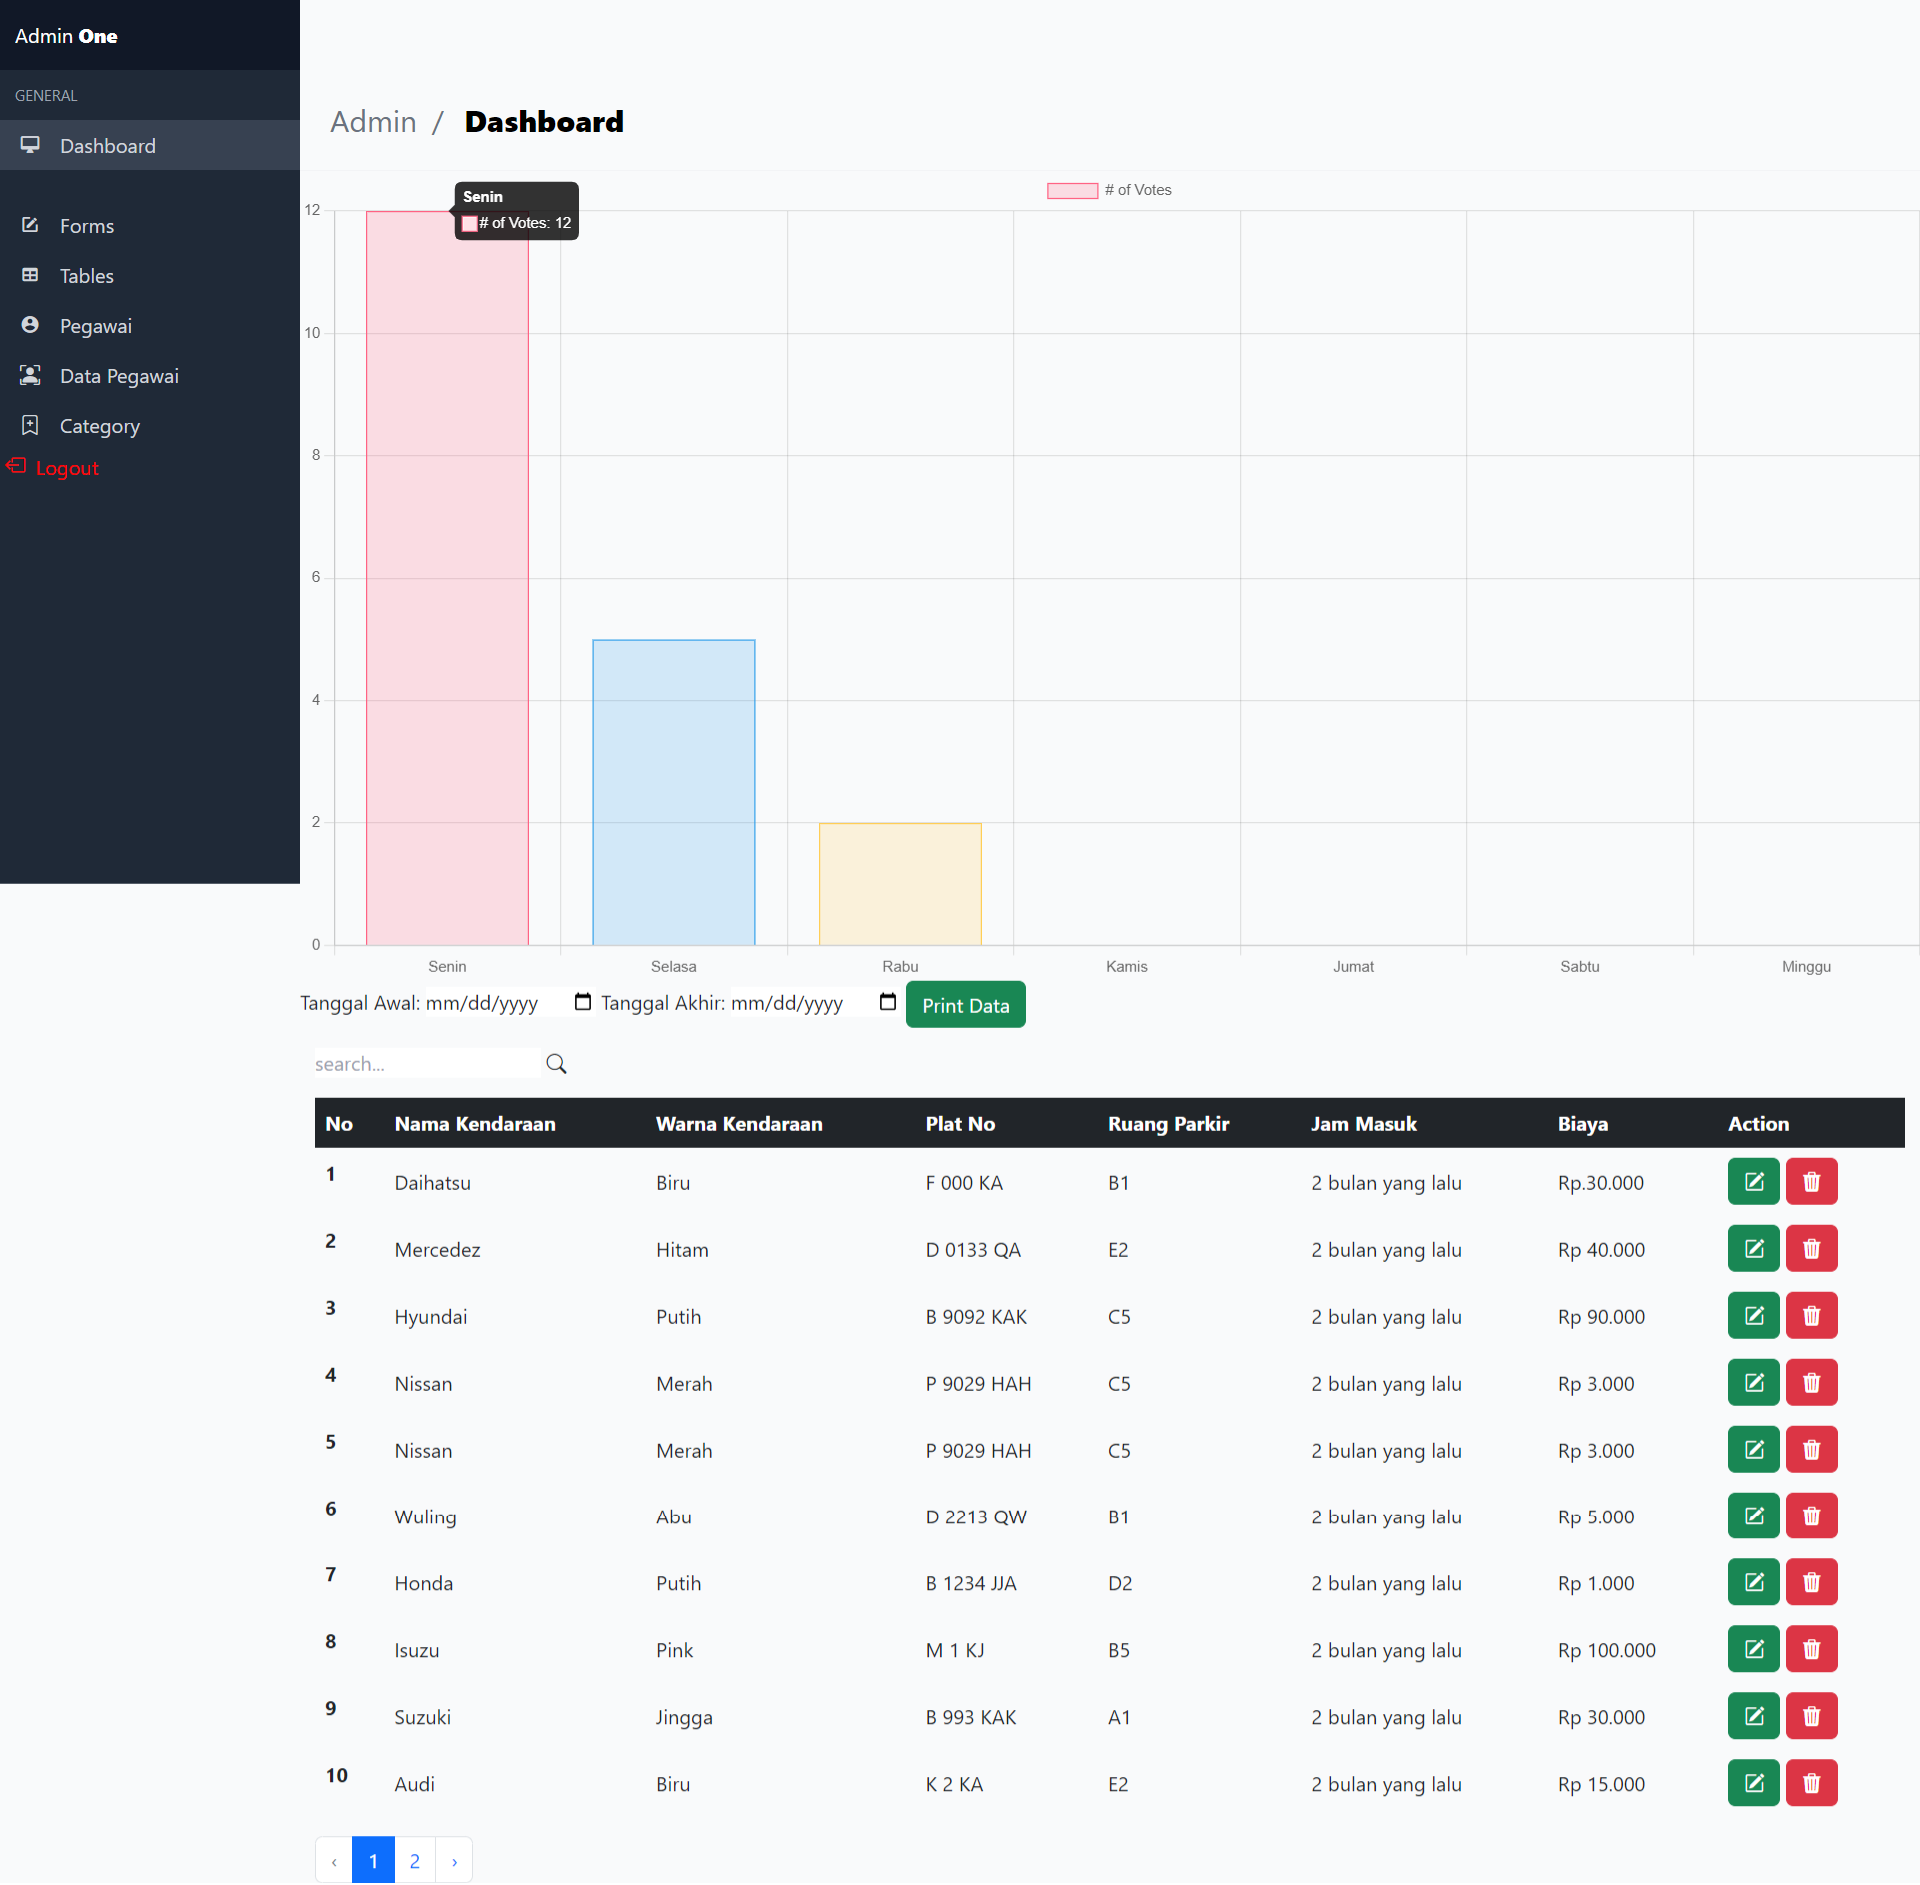 Admin One
GENERAL
Dashboard
Forms
Tables
Pegawai
Data Pegawai
Category
Logout
Admin / Dashboard
# of Votes
Senin
# of Votes: 12
12
10
8
6
4
2
0
Senin Selasa Rabu Kamis Jumat Sabtu Minggu
Tanggal Awal: mm/dd/yyyy Tanggal Akhir: mm/dd/yyyy Print Data
search...
No Nama Kendaraan Warna Kendaraan Plat No Ruang Parkir Jam Masuk Biaya Action
1 Daihatsu Biru F 000 KA B1 2 bulan yang lalu Rp.30.000
2 Mercedez Hitam D 0133 QA E2 2 bulan yang lalu Rp 40.000
3 Hyundai Putih B 9092 KAK C5 2 bulan yang lalu Rp 90.000
4 Nissan Merah P 9029 HAH C5 2 bulan yang lalu Rp 3.000
5 Nissan Merah P 9029 HAH C5 2 bulan yang lalu Rp 3.000
6 Wuling Abu D 2213 QW B1 2 bulan yang lalu Rp 5.000
7 Honda Putih B 1234 JJA D2 2 bulan yang lalu Rp 1.000
8 Isuzu Pink M 1 KJ B5 2 bulan yang lalu Rp 100.000
9 Suzuki Jingga B 993 KAK A1 2 bulan yang lalu Rp 30.000
10 Audi Biru K 2 KA E2 2 bulan yang lalu Rp 15.000
‹ 1 2 ›